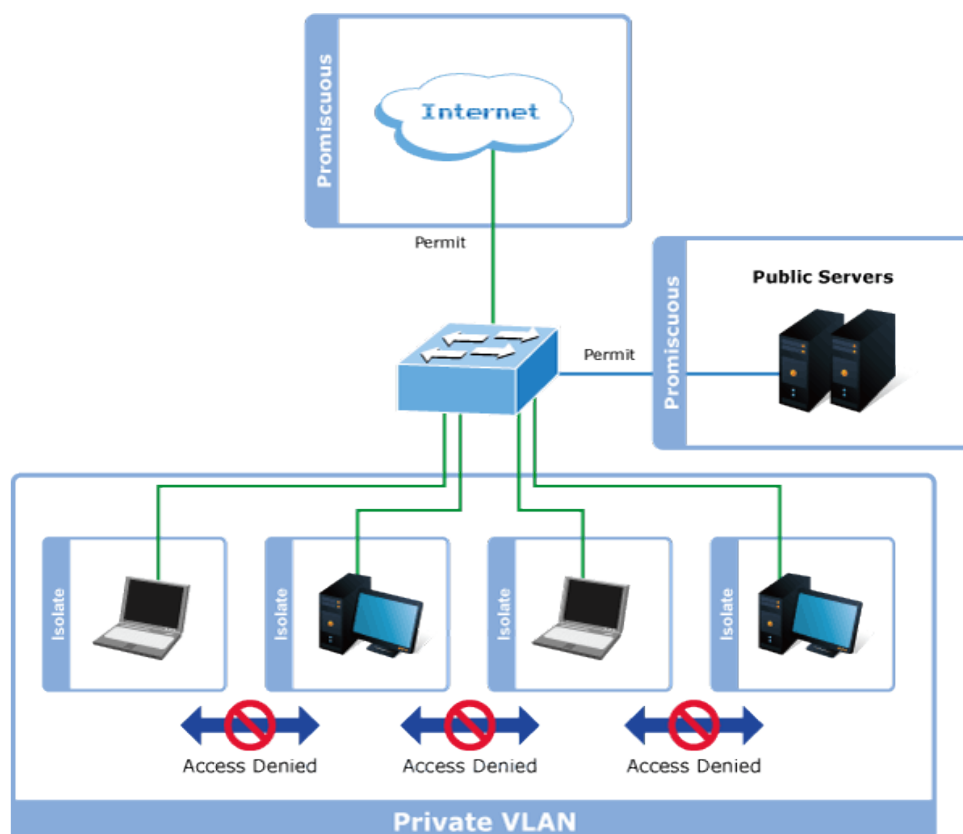 Promiscuous
Internet
Permit
Promiscuous
Public Servers
Permit
Isolate
Isolate
Isolate
Isolate
Access Denied
Access Denied
Access Denied
Private VLAN